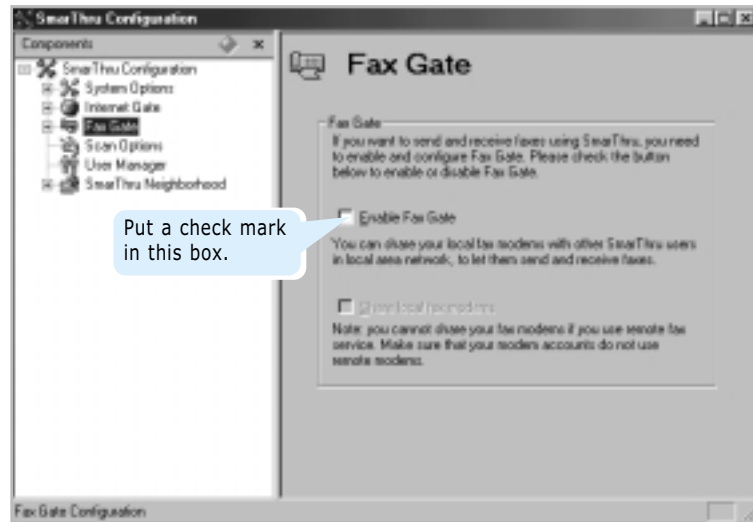 SmarThru Configuration
Components
SmarThru Configuration
System Options
Internet Gate
Fax Gate
Scan Options
User Manager
SmarThru Neighborhood
Fax Gate
Fax Gate
If you want to send and receive faxes using SmarThru, you need
to enable and configure Fax Gate. Please check the button
below to enable or disable Fax Gate.
Enable Fax Gate
Put a check mark
in this box.
You can share your local fax modems with other SmarThru users
in local area network, to let them send and receive faxes.
Share local fax modems
Note: you cannot share your fax modems if you use remote fax
service. Make sure that your modem accounts do not use
remote modems.
Fax Gate Configuration